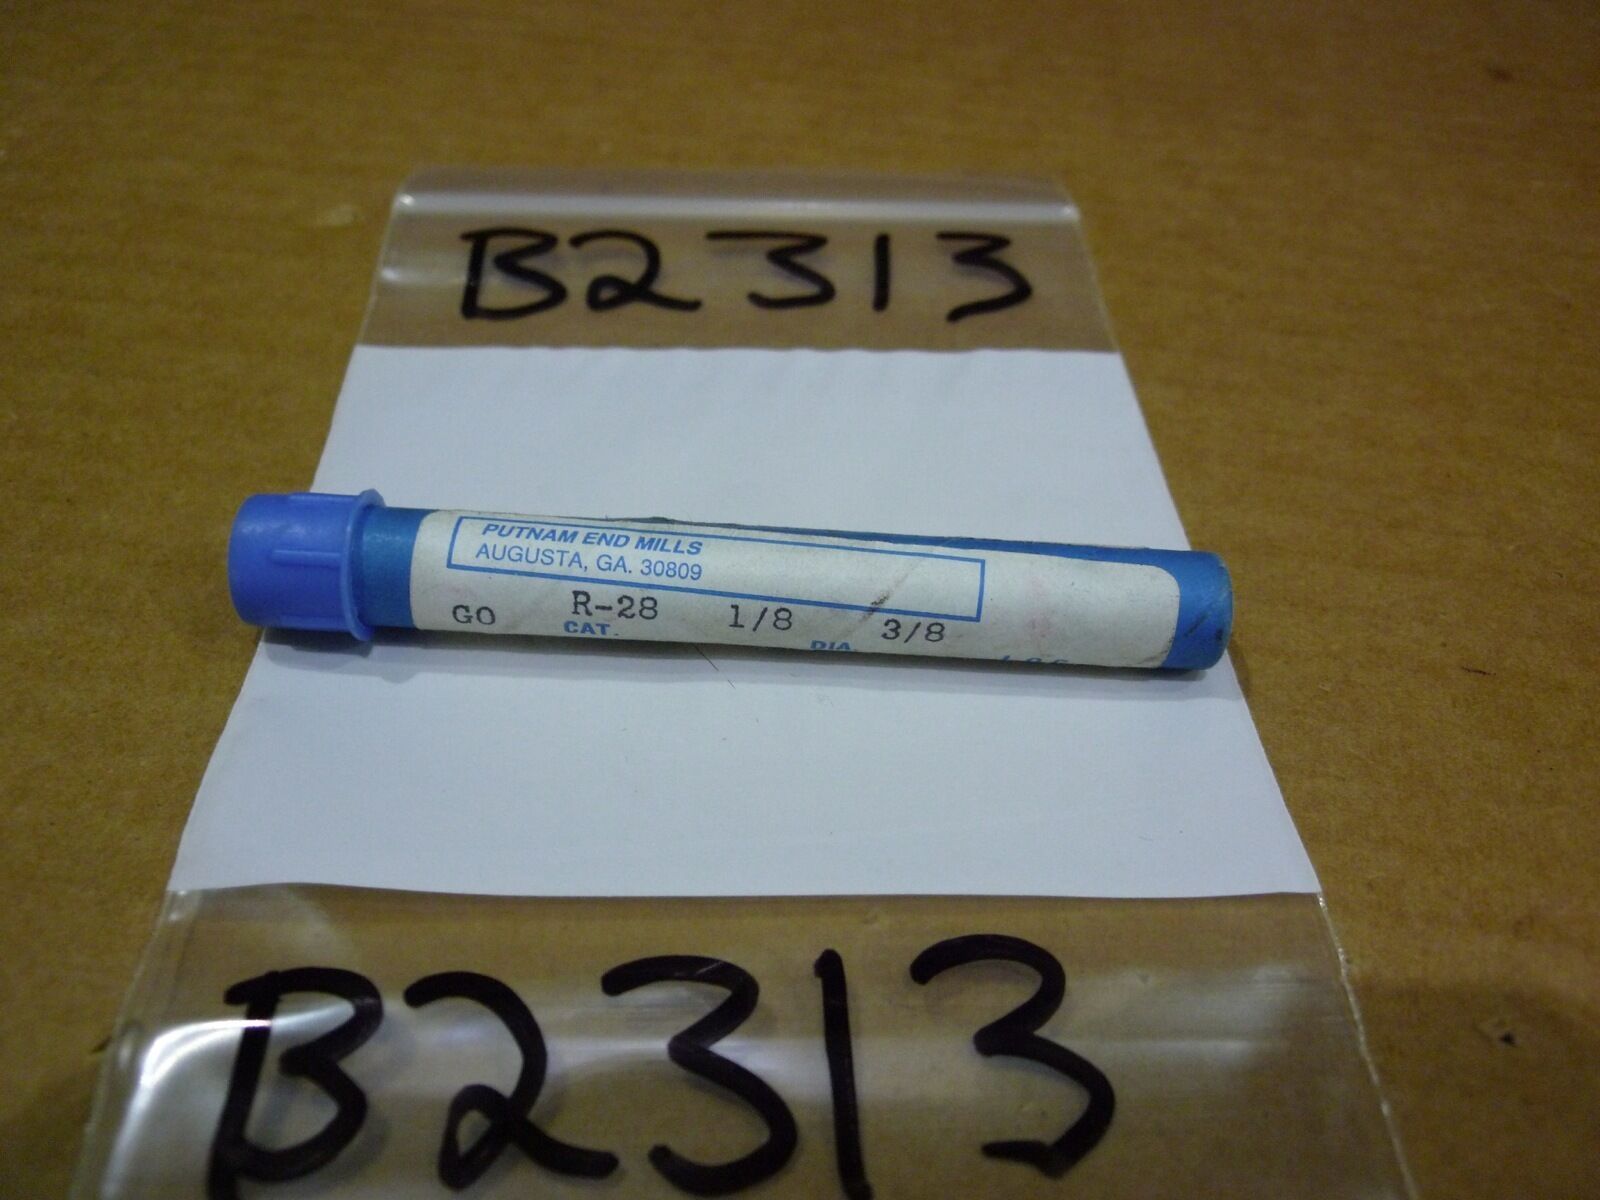 B2313
PUTNAM END MILLS
AUGUSTA, GA. 30809
GO R-28 1/8 3/8
CAT. DIA.
B2313